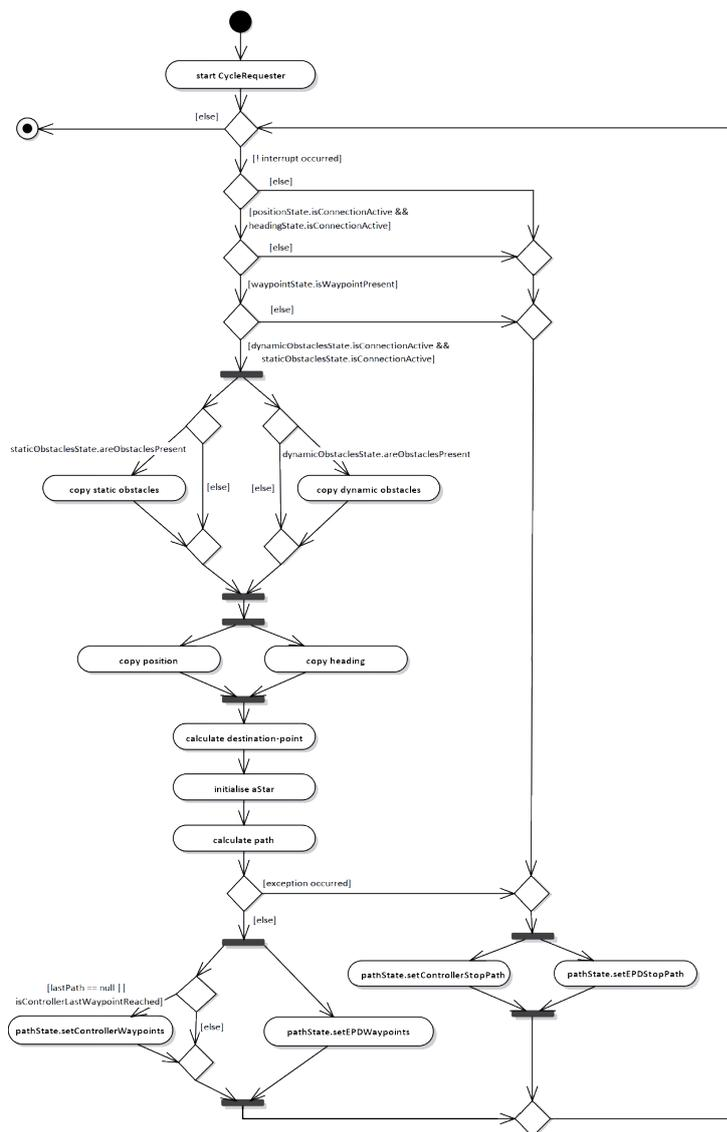 start CycleRequester
[else]
[! interrupt occurred]
[else]
[positionState.isConnectionActive &&
headingState.isConnectionActive]
[else]
[waypointState.isWaypointPresent]
[else]
[dynamicObstaclesState.isConnectionActive &&
staticObstaclesState.isConnectionActive]
staticObstaclesState.areObstaclesPresent
dynamicObstaclesState.areObstaclesPresent
copy static obstacles
[else]
[else]
copy dynamic obstacles
copy position
copy heading
calculate destination-point
initialise aStar
calculate path
[exception occurred]
[else]
pathState.setControllerStopPath
pathState.setEPDStopPath
[lastPath == null ||
isControllerLastWaypointReached]
[else]
pathState.setControllerWaypoints
pathState.setEPDWaypoints